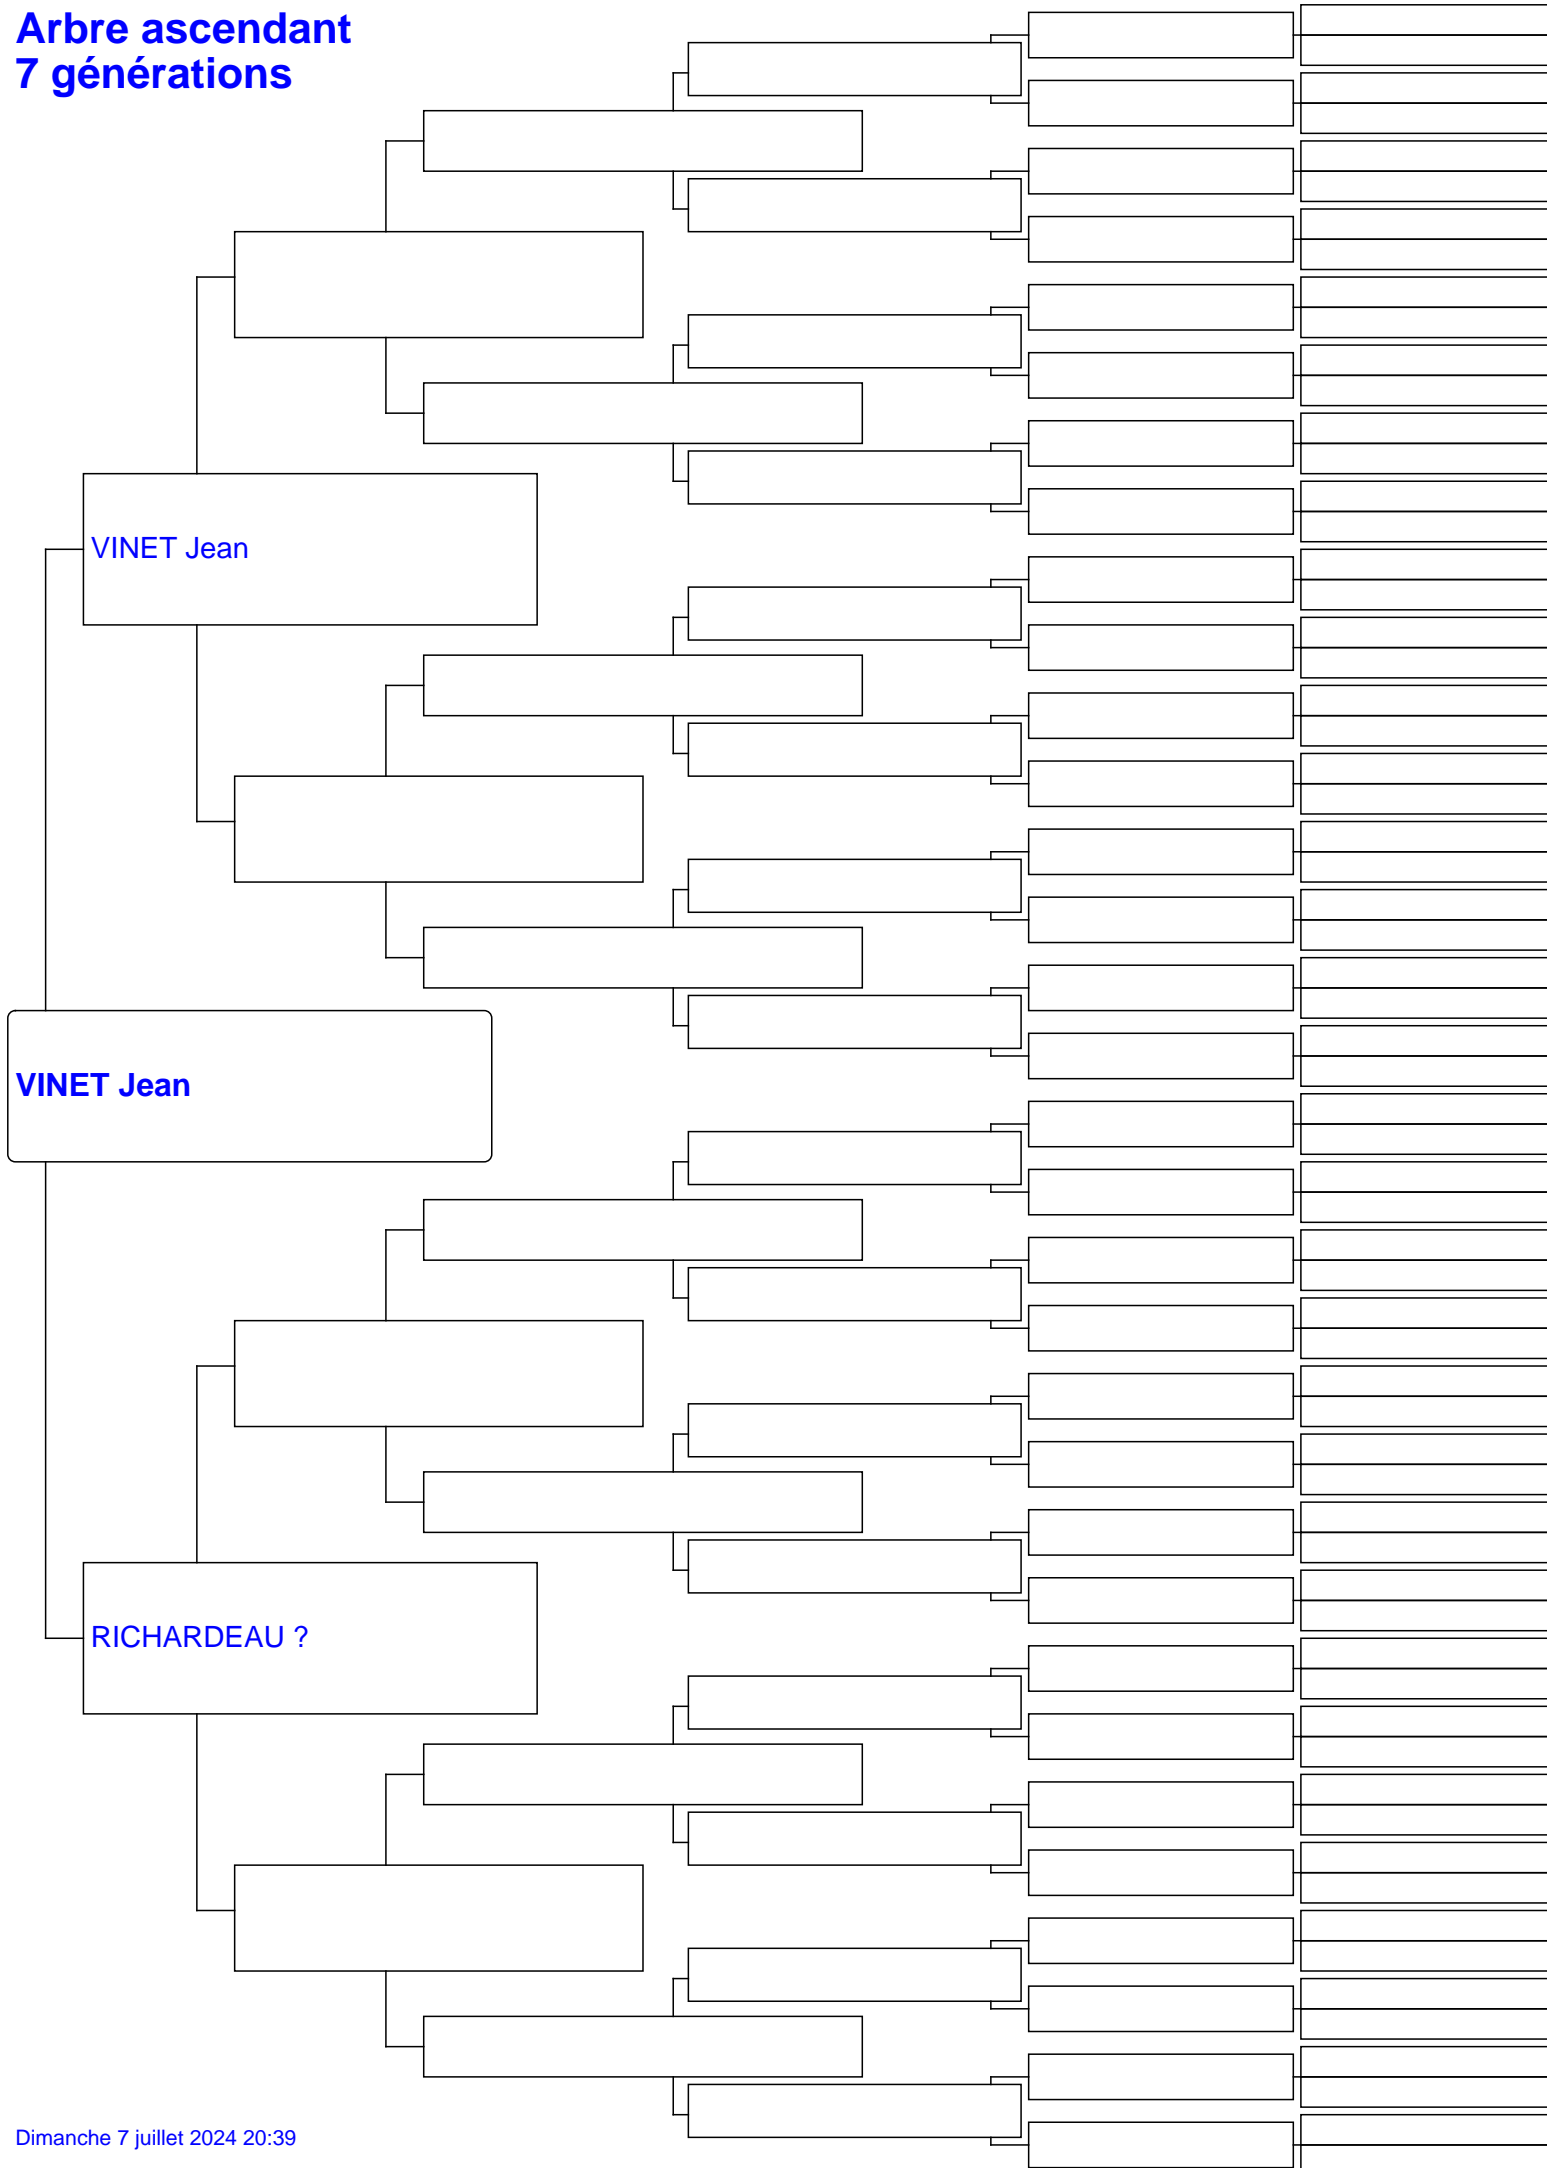 Arbre ascendant
7 générations
VINET Jean
VINET Jean
RICHARDEAU ?
Dimanche 7 juillet 2024 20:39